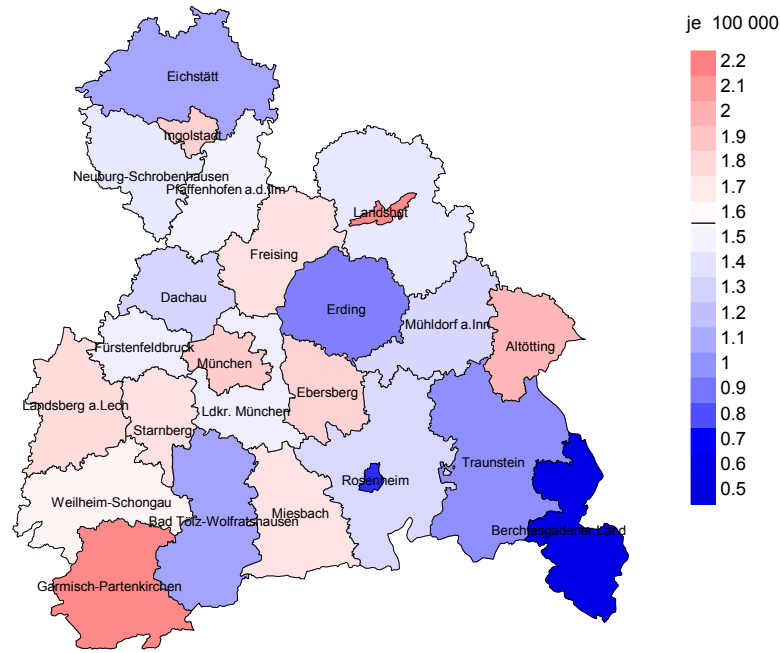 je 100 000
2.2
2.1
2
1.9
1.8
1.7
1.6
1.5
1.4
1.3
1.2
1.1
1
0.9
0.8
0.7
0.6
0.5
Eichstätt
Ingolstadt
Neuburg-Schrobenhausen
Pfaffenhofen a.d.Ilm
Landshut
Freising
Dachau
Erding
Mühldorf a.Inn
Altötting
Fürstenfeldbruck
München
Ebersberg
Landsberg a.Lech
Ldkr. München
Starnberg
Traunstein
Rosenheim
Weilheim-Schongau
Miesbach
Bad Tölz-Wolfratshausen
Berchtesgadener Land
Garmisch-Partenkirchen